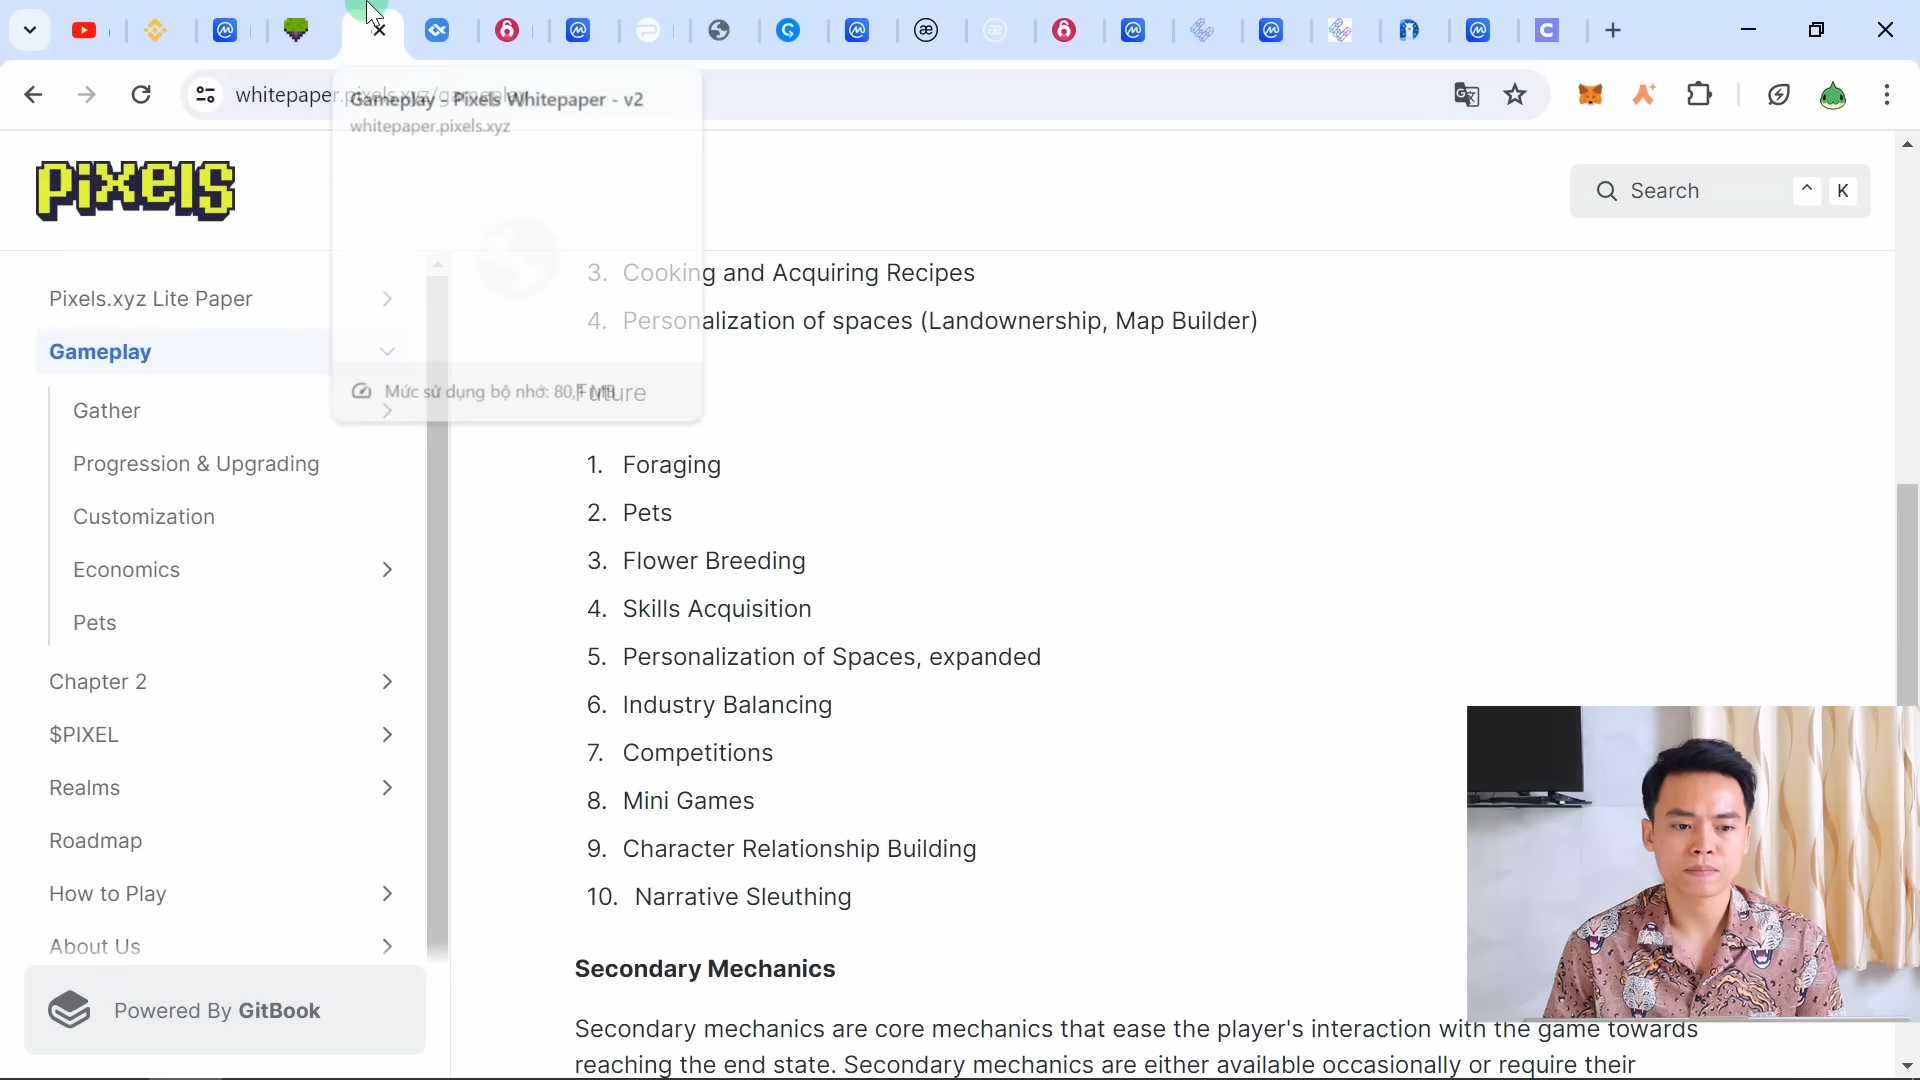 whitepaper.pixels.xyz/gameplay
Gameplay - Pixels Whitepaper - v2
whitepaper.pixels.xyz
pixels
Search
^ K
Pixels.xyz Lite Paper
Gameplay
Gather
Progression & Upgrading
Customization
Economics
Pets
Chapter 2
$PIXEL
Realms
Roadmap
How to Play
About Us
Powered By GitBook
3. Cooking and Acquiring Recipes
4. Personalization of spaces (Landownership, Map Builder)
Mức sử dụng bộ nhớ: 80,1 MB
Future
1. Foraging
2. Pets
3. Flower Breeding
4. Skills Acquisition
5. Personalization of Spaces, expanded
6. Industry Balancing
7. Competitions
8. Mini Games
9. Character Relationship Building
10. Narrative Sleuthing
Secondary Mechanics
Secondary mechanics are core mechanics that ease the player's interaction with the game towards
reaching the end state. Secondary mechanics are either available occasionally or require their